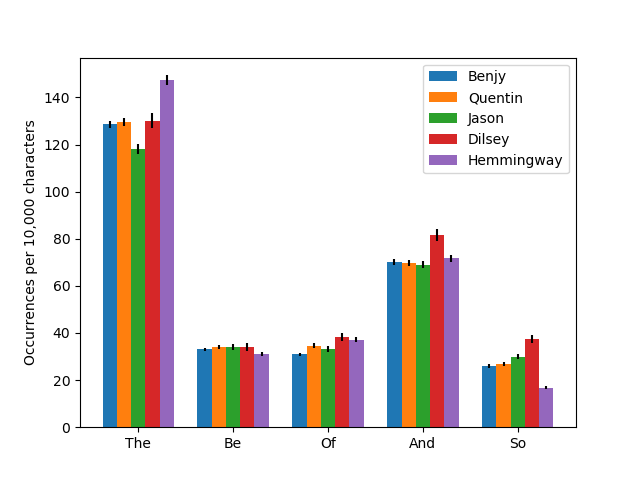 Occurrences per 10,000 characters
140
120
100
80
60
40
20
0
The Be Of And So
Benjy
Quentin
Jason
Dilsey
Hemmingway